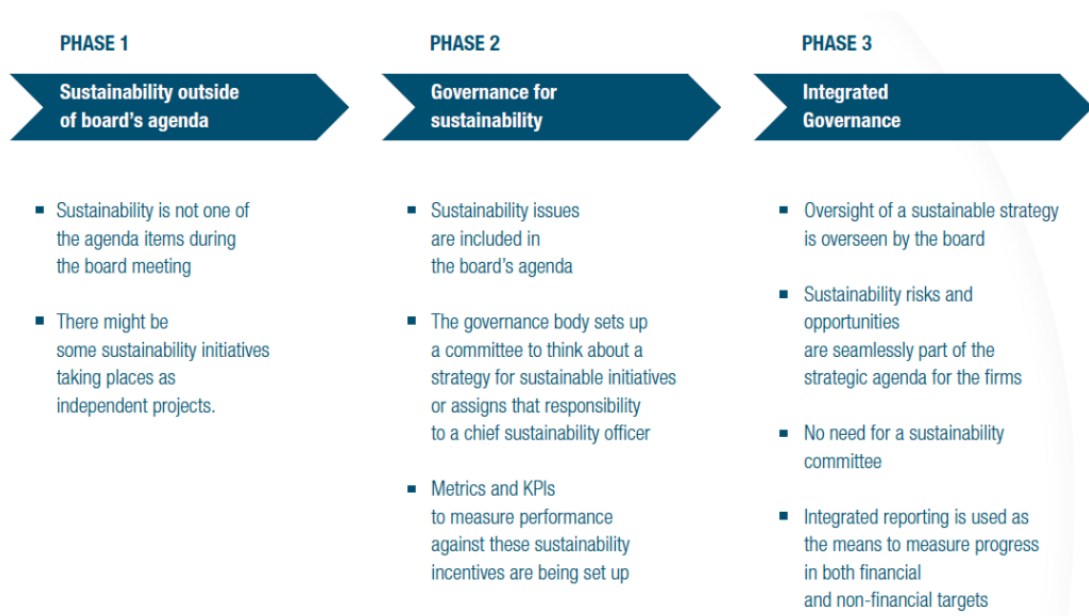 PHASE 1
Sustainability outside
of board's agenda
■ Sustainability is not one of
the agenda items during
the board meeting
■ There might be
some sustainability initiatives
taking places as
independent projects.
PHASE 2
Governance for
sustainability
■ Sustainability issues
are included in
the board's agenda
■ The governance body sets up
a committee to think about a
strategy for sustainable initiatives
or assigns that responsibility
to a chief sustainability officer
■ Metrics and KPIs
to measure performance
against these sustainability
incentives are being set up
PHASE 3
Integrated
Governance
■ Oversight of a sustainable strategy
is overseen by the board
■ Sustainability risks and
opportunities
are seamlessly part of the
strategic agenda for the firms
■ No need for a sustainability
committee
■ Integrated reporting is used as
the means to measure progress
in both financial
and non-financial targets